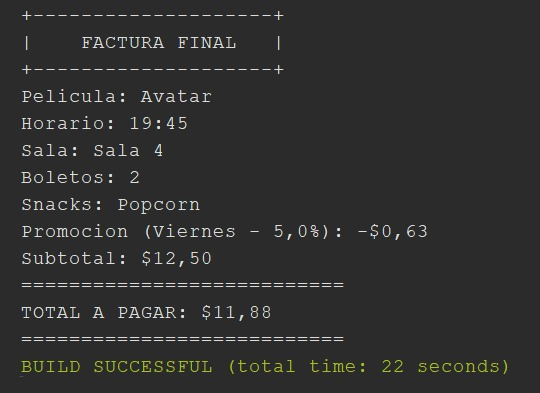 +--------------------+
|    FACTURA FINAL   |
+--------------------+
Pelicula: Avatar
Horario: 19:45
Sala: Sala 4
Boletos: 2
Snacks: Popcorn
Promocion (Viernes - 5,0%): -$0,63
Subtotal: $12,50
===========================
TOTAL A PAGAR: $11,88
===========================
BUILD SUCCESSFUL (total time: 22 seconds)